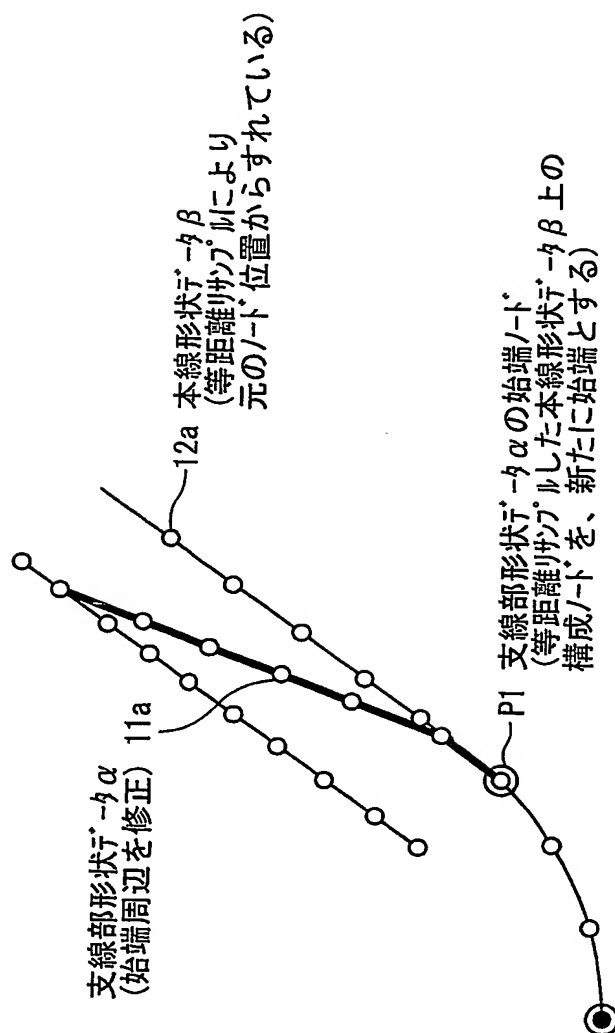 支線部形状データα
(始端周辺を修正)
11a
12a
本線形状データβ
(等距離リサンプルにより
元のノード位置からずれている)
P1
支線部形状データαの始端ノード
(等距離リサンプルした本線形状データβ上の
構成ノードを、新たに始端とする)